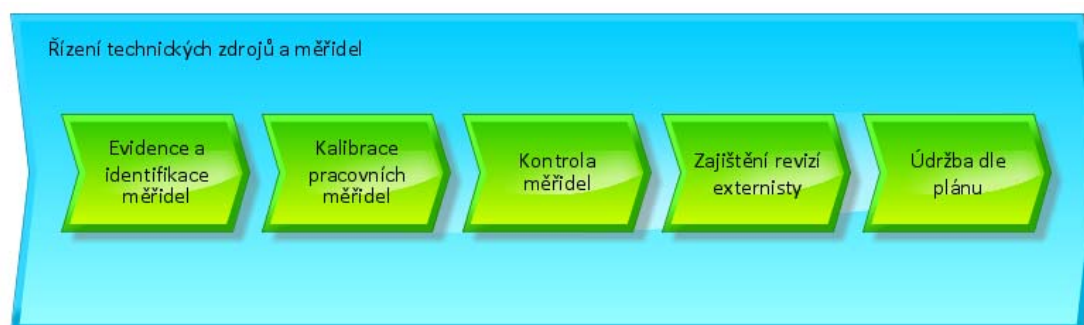 Řízení technických zdrojů a měřidel
Evidence a
identifikace
měřidel
Kalibrace
pracovních
měřidel
Kontrola
měřidel
Zajištění revizí
externisty
Údržba dle
plánu